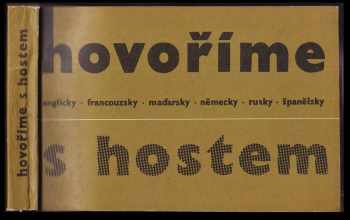 hovoříme s hostem
hovoříme
anglicky · francouzsky · maďarsky · německy · rusky · španělsky
s hostem